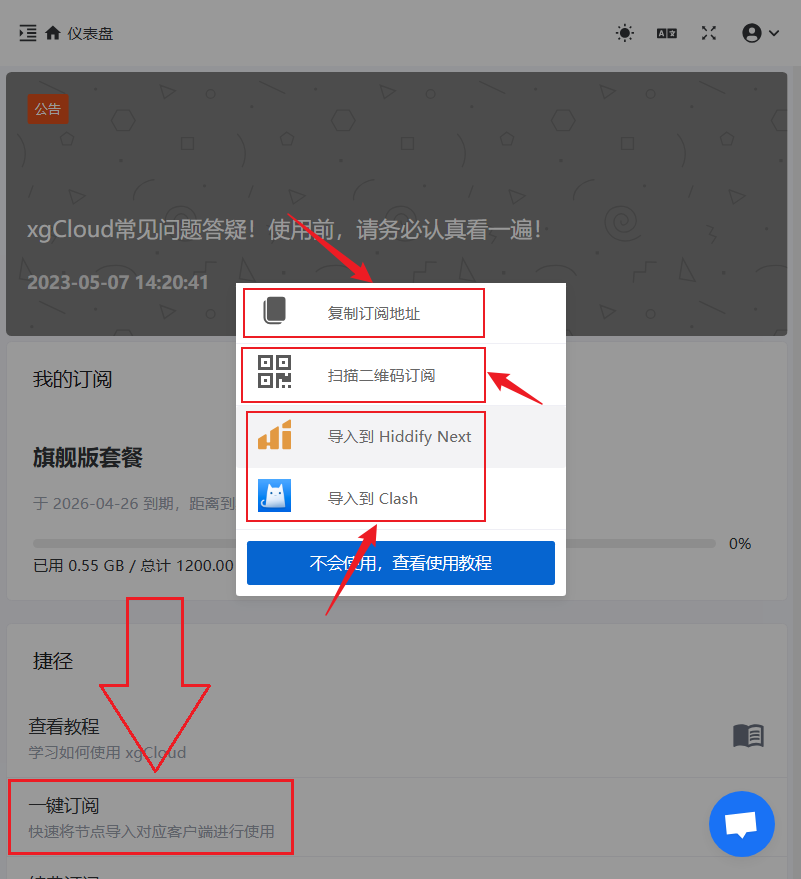 仪表盘
公告
xgCloud常见问题答疑！使用前，请务必认真看一遍！
2023-05-07 14:20:41
复制订阅地址
扫描二维码订阅
导入到 Hiddify Next
导入到 Clash
不会使用，查看使用教程
我的订阅
旗舰版套餐
于 2026-04-26 到期，距离到
0%
已用 0.55 GB / 总计 1200.00
捷径
查看教程
学习如何使用 xgCloud
一键订阅
快速将节点导入对应客户端进行使用